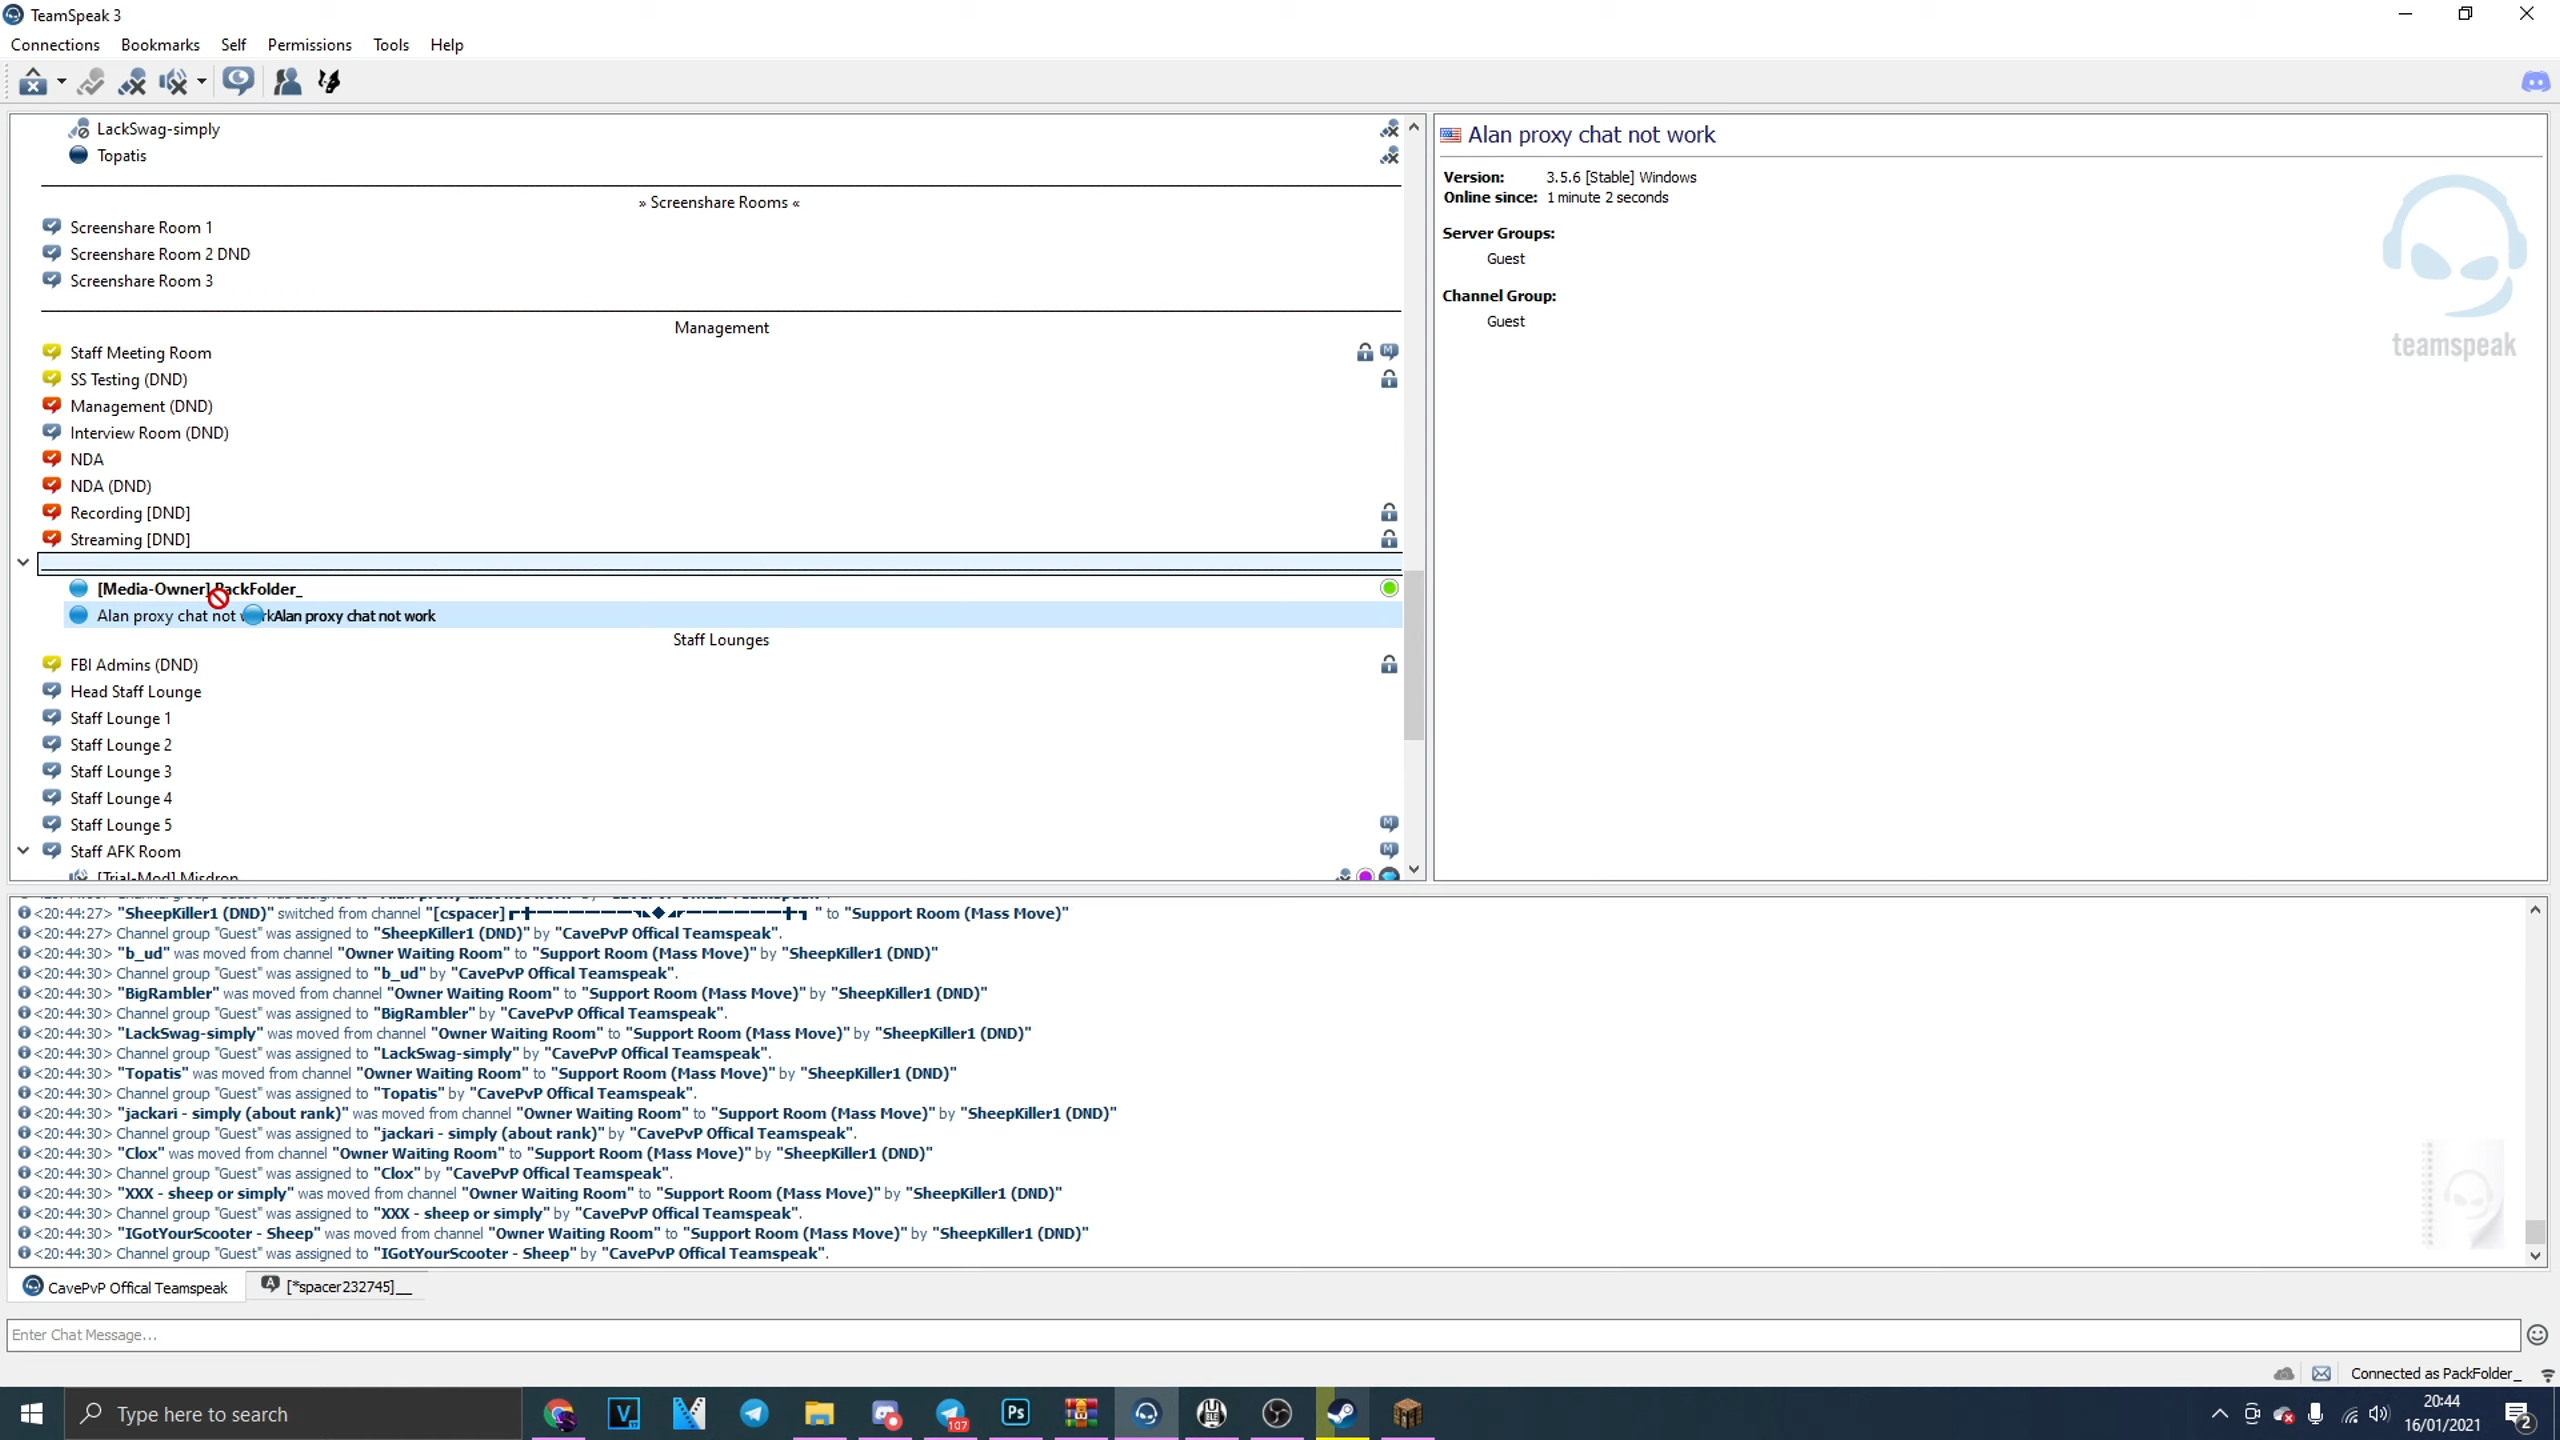 TeamSpeak 3
Connections Bookmarks Self Permissions Tools Help
LackSwag-simply
Topatis
» Screenshare Rooms «
Screenshare Room 1
Screenshare Room 2 DND
Screenshare Room 3
Management
Staff Meeting Room
SS Testing (DND)
Management (DND)
Interview Room (DND)
NDA
NDA (DND)
Recording [DND]
Streaming [DND]
[Media-Owner] PackFolder_
Alan proxy chat not work
Alan proxy chat not work
Staff Lounges
FBI Admins (DND)
Head Staff Lounge
Staff Lounge 1
Staff Lounge 2
Staff Lounge 3
Staff Lounge 4
Staff Lounge 5
Staff AFK Room
[Trial-Mod] Misdrop
Alan proxy chat not work
Version: 3.5.6 [Stable] Windows
Online since: 1 minute 2 seconds
Server Groups:
Guest
Channel Group:
Guest
teamspeak
<20:44:27> "SheepKiller1 (DND)" switched from channel "[cspacer]┏╋━━━━━━━━◥◣◆◢◤━━━━━━━━╋┓ " to "Support Room (Mass Move)"
<20:44:27> Channel group "Guest" was assigned to "SheepKiller1 (DND)" by "CavePvP Offical Teamspeak".
<20:44:30> "b_ud" was moved from channel "Owner Waiting Room" to "Support Room (Mass Move)" by "SheepKiller1 (DND)"
<20:44:30> Channel group "Guest" was assigned to "b_ud" by "CavePvP Offical Teamspeak".
<20:44:30> "BigRambler" was moved from channel "Owner Waiting Room" to "Support Room (Mass Move)" by "SheepKiller1 (DND)"
<20:44:30> Channel group "Guest" was assigned to "BigRambler" by "CavePvP Offical Teamspeak".
<20:44:30> "LackSwag-simply" was moved from channel "Owner Waiting Room" to "Support Room (Mass Move)" by "SheepKiller1 (DND)"
<20:44:30> Channel group "Guest" was assigned to "LackSwag-simply" by "CavePvP Offical Teamspeak".
<20:44:30> "Topatis" was moved from channel "Owner Waiting Room" to "Support Room (Mass Move)" by "SheepKiller1 (DND)"
<20:44:30> Channel group "Guest" was assigned to "Topatis" by "CavePvP Offical Teamspeak".
<20:44:30> "jackari - simply (about rank)" was moved from channel "Owner Waiting Room" to "Support Room (Mass Move)" by "SheepKiller1 (DND)"
<20:44:30> Channel group "Guest" was assigned to "jackari - simply (about rank)" by "CavePvP Offical Teamspeak".
<20:44:30> "Clox" was moved from channel "Owner Waiting Room" to "Support Room (Mass Move)" by "SheepKiller1 (DND)"
<20:44:30> Channel group "Guest" was assigned to "Clox" by "CavePvP Offical Teamspeak".
<20:44:30> "XXX - sheep or simply" was moved from channel "Owner Waiting Room" to "Support Room (Mass Move)" by "SheepKiller1 (DND)"
<20:44:30> Channel group "Guest" was assigned to "XXX - sheep or simply" by "CavePvP Offical Teamspeak".
<20:44:30> "IGotYourScooter - Sheep" was moved from channel "Owner Waiting Room" to "Support Room (Mass Move)" by "SheepKiller1 (DND)"
<20:44:30> Channel group "Guest" was assigned to "IGotYourScooter - Sheep" by "CavePvP Offical Teamspeak".
CavePvP Offical Teamspeak [*spacer232745]__
Enter Chat Message...
Connected as PackFolder_
Type here to search
107
Ps
20:44
16/01/2021
2